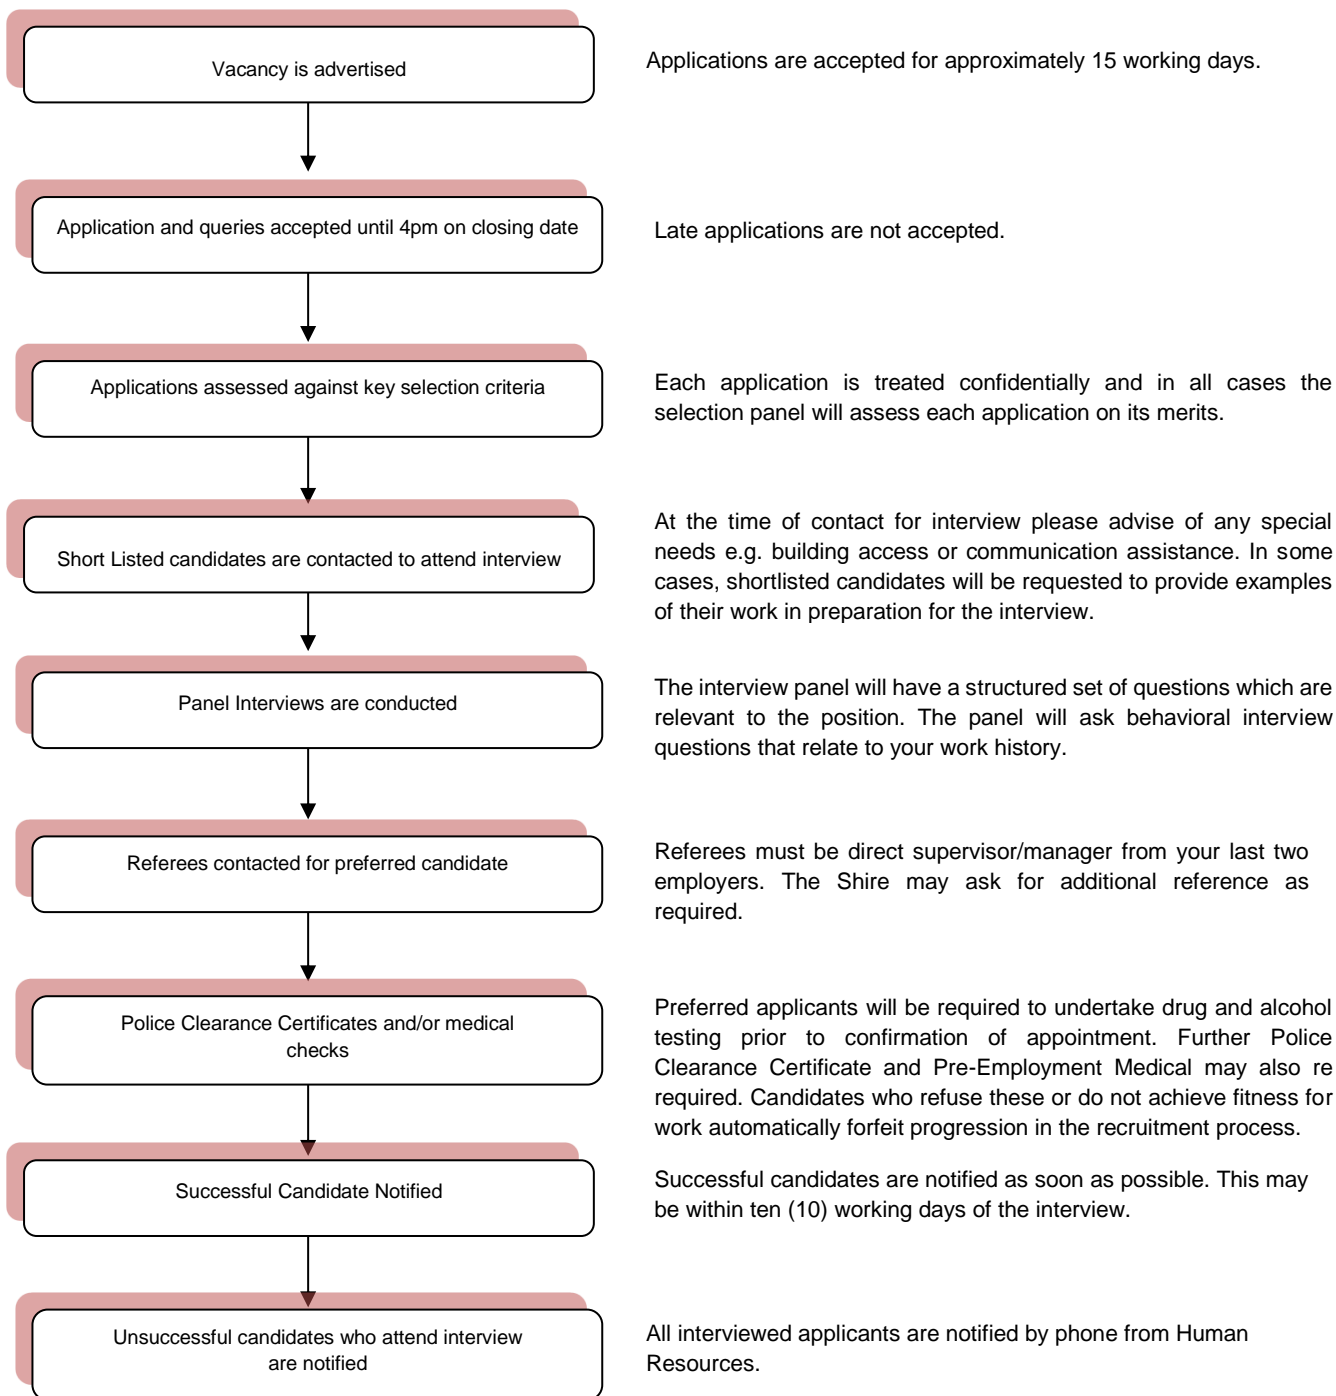 Vacancy is advertised
Applications are accepted for approximately 15 working days.
Application and queries accepted until 4pm on closing date
Late applications are not accepted.
Applications assessed against key selection criteria
Each application is treated confidentially and in all cases the
selection panel will assess each application on its merits.
Short Listed candidates are contacted to attend interview
At the time of contact for interview please advise of any special
needs e.g. building access or communication assistance. In some
cases, shortlisted candidates will be requested to provide examples
of their work in preparation for the interview.
Panel Interviews are conducted
The interview panel will have a structured set of questions which are
relevant to the position. The panel will ask behavioral interview
questions that relate to your work history.
Referees contacted for preferred candidate
Referees must be direct supervisor/manager from your last two
employers. The Shire may ask for additional reference as
required.
Police Clearance Certificates and/or medical
checks
Preferred applicants will be required to undertake drug and alcohol
testing prior to confirmation of appointment. Further Police
Clearance Certificate and Pre-Employment Medical may also re
required. Candidates who refuse these or do not achieve fitness for
work automatically forfeit progression in the recruitment process.
Successful Candidate Notified
Successful candidates are notified as soon as possible. This may
be within ten (10) working days of the interview.
Unsuccessful candidates who attend interview
are notified
All interviewed applicants are notified by phone from Human
Resources.